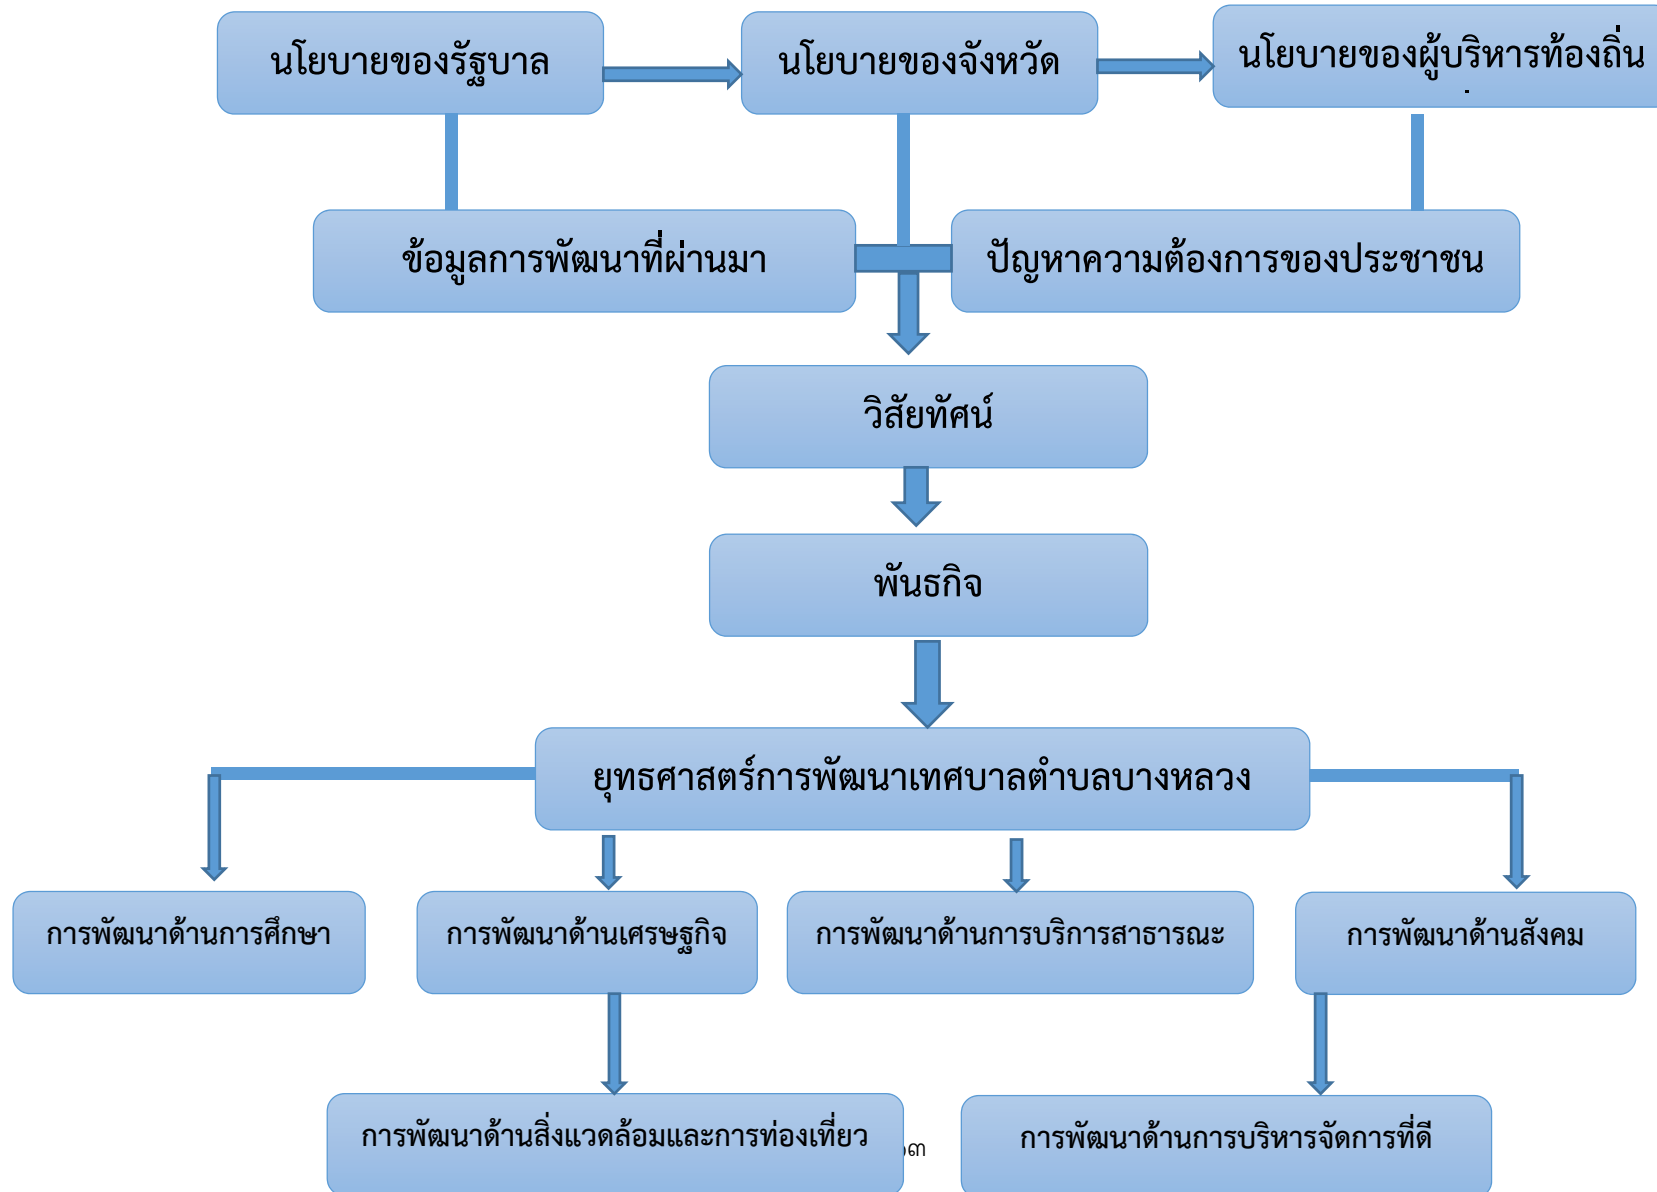 นโยบายของรัฐบาล
นโยบายของจังหวัด
นโยบายของผู้บริหารท้องถิ่น
ข้อมูลการพัฒนาที่ผ่านมา
ปัญหาความต้องการของประชาชน
วิสัยทัศน์
พันธกิจ
ยุทธศาสตร์การพัฒนาเทศบาลตำบลบางหลวง
การพัฒนาด้านการศึกษา
การพัฒนาด้านเศรษฐกิจ
การพัฒนาด้านการบริการสาธารณะ
การพัฒนาด้านสังคม
การพัฒนาด้านสิ่งแวดล้อมและการท่องเที่ยว
การพัฒนาด้านการบริหารจัดการที่ดี